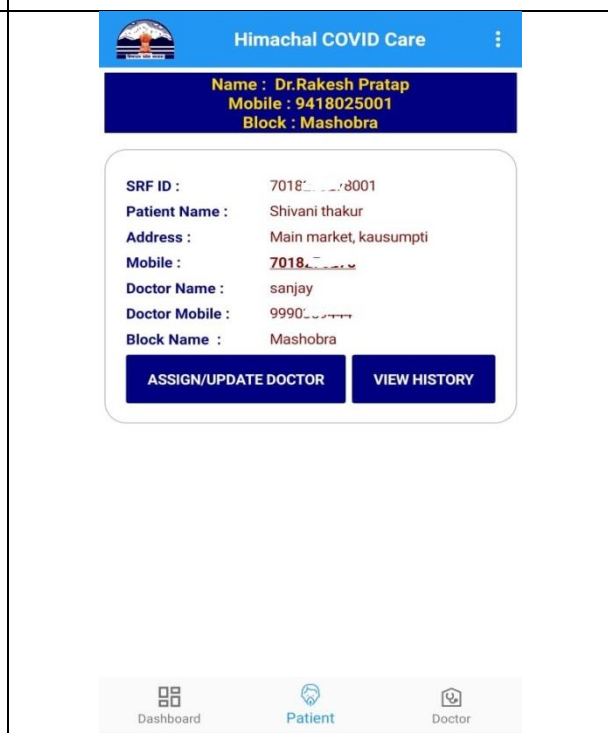 Himachal COVID Care
Name : Dr.Rakesh Pratap
Mobile : 9418025001
Block : Mashobra
SRF ID :
Patient Name : Shivani thakur
Address : Main market, kausumpti
Mobile :
Doctor Name : sanjay
Doctor Mobile :
Block Name : Mashobra
ASSIGN/UPDATE DOCTOR VIEW HISTORY
Dashboard Patient Doctor